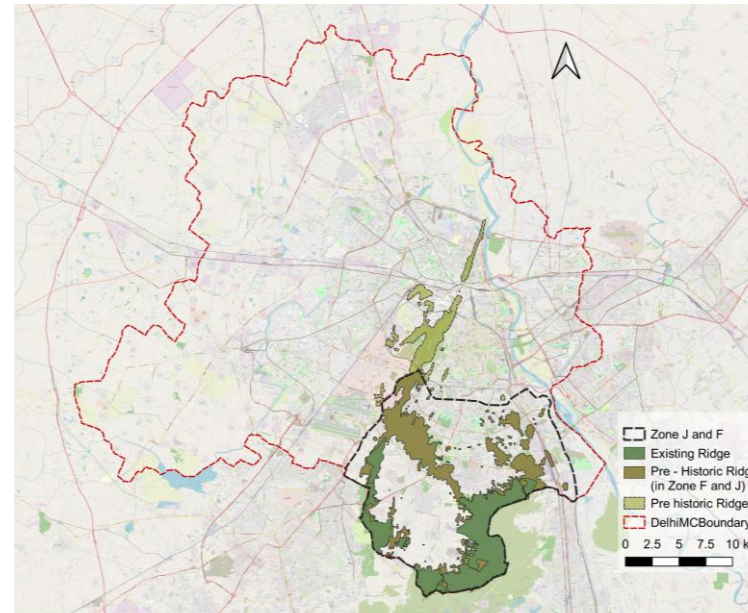 Zone J and F
Existing Ridge
Pre - Historic Ridg
(in Zone F and J)
Pre historic Ridge
DelhiMCBoundary
0 2.5 5 7.5 10 k